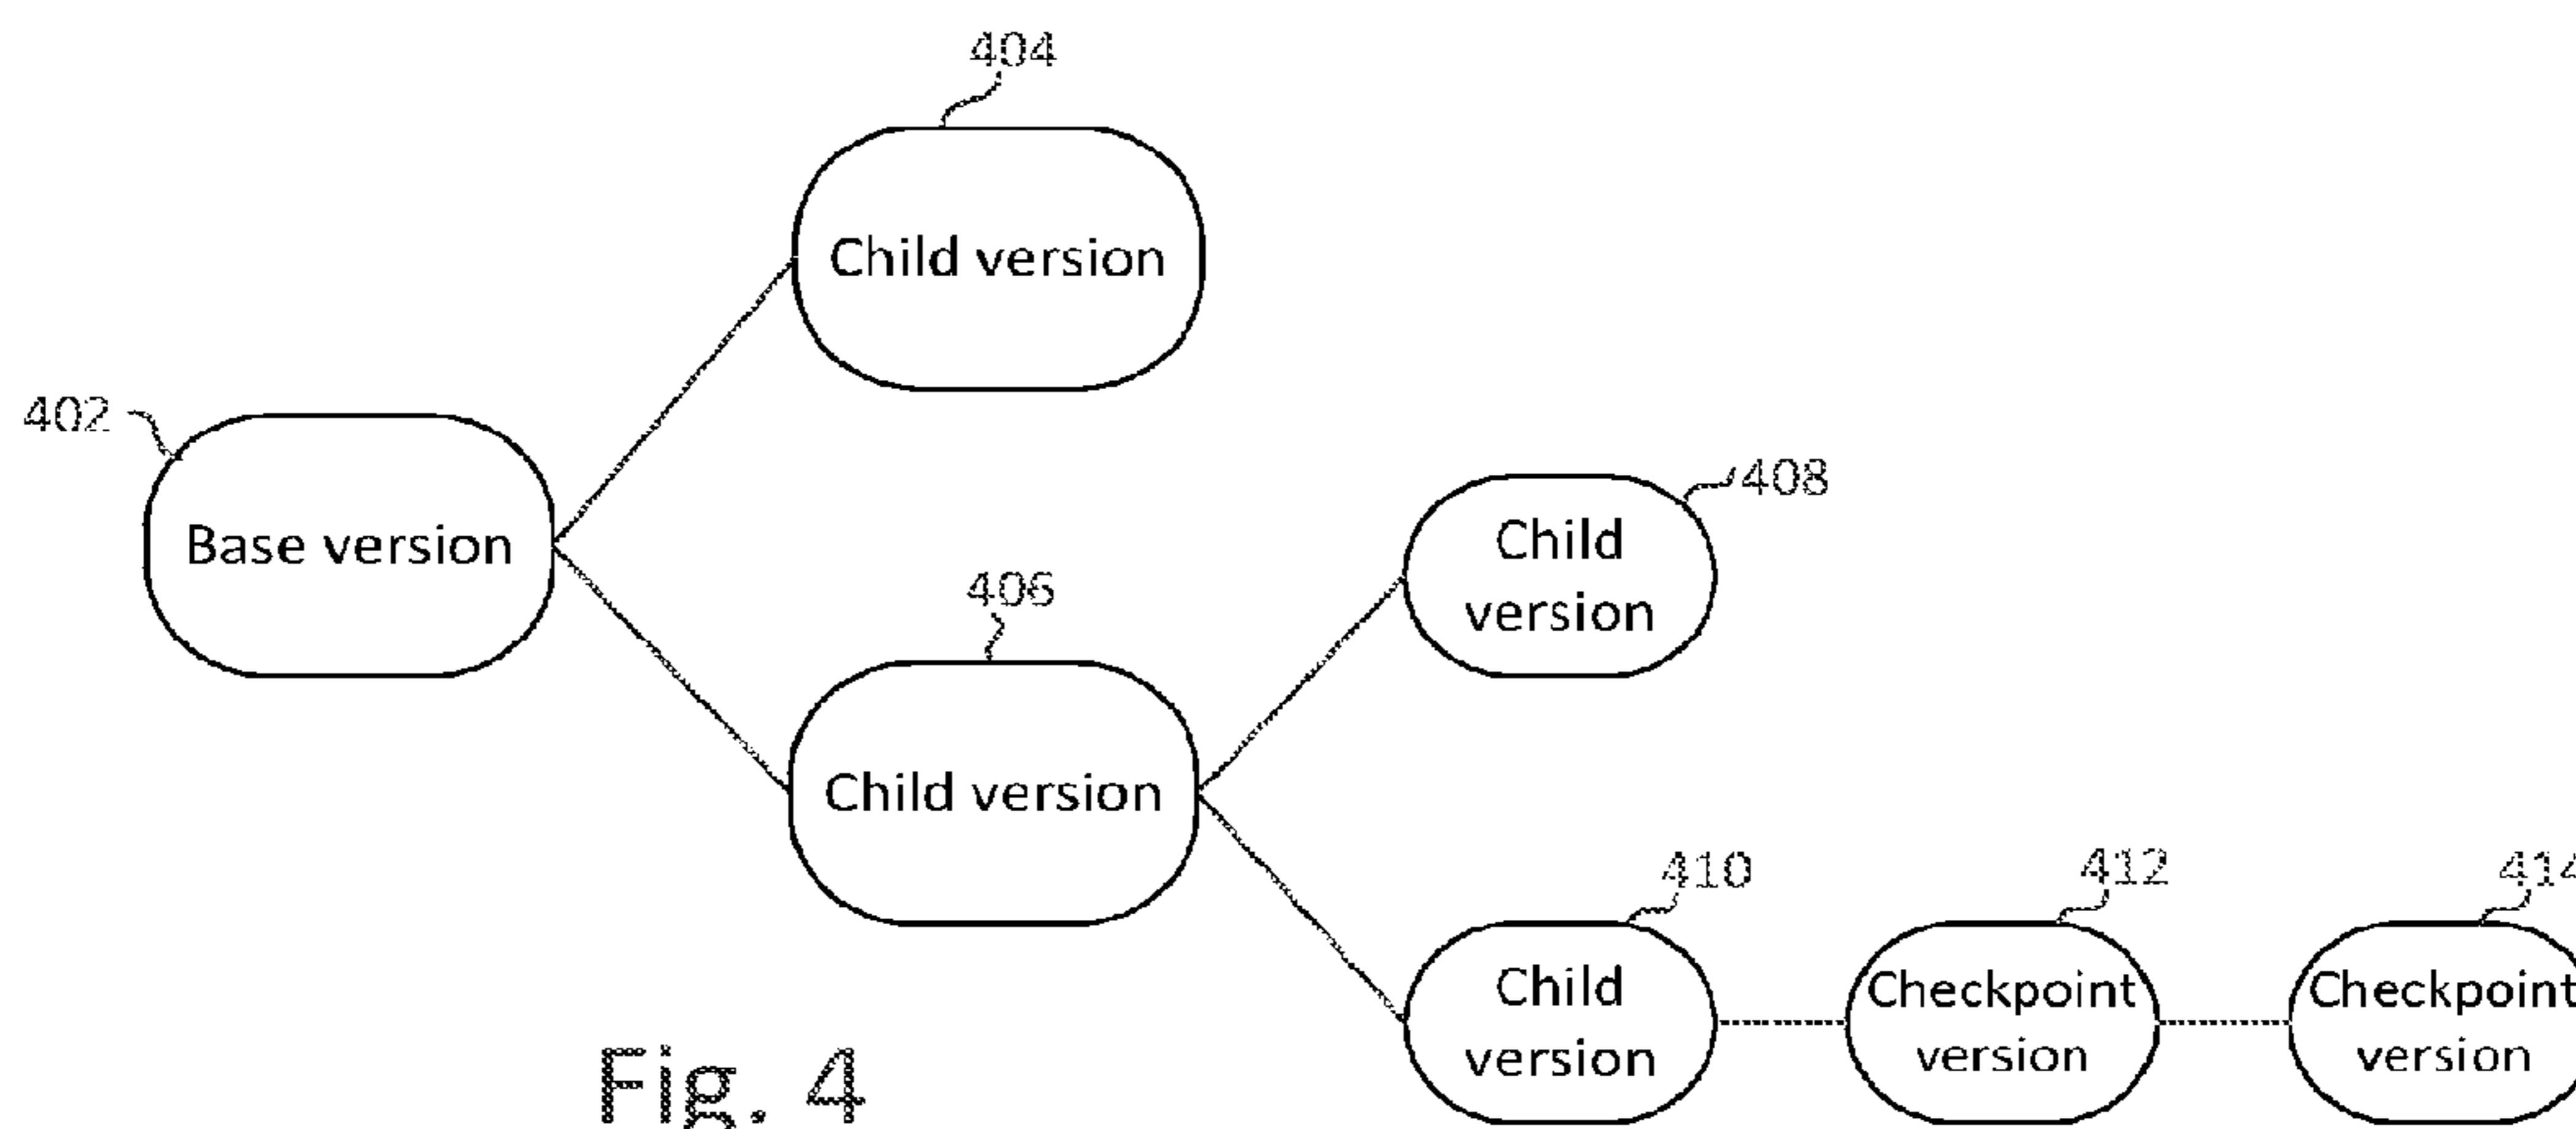 404
Child version
402
Base version
408
Child
version
406
Child version
410
Child
version
412
Checkpoint
version
414
Checkpoint
version
Fig. 4